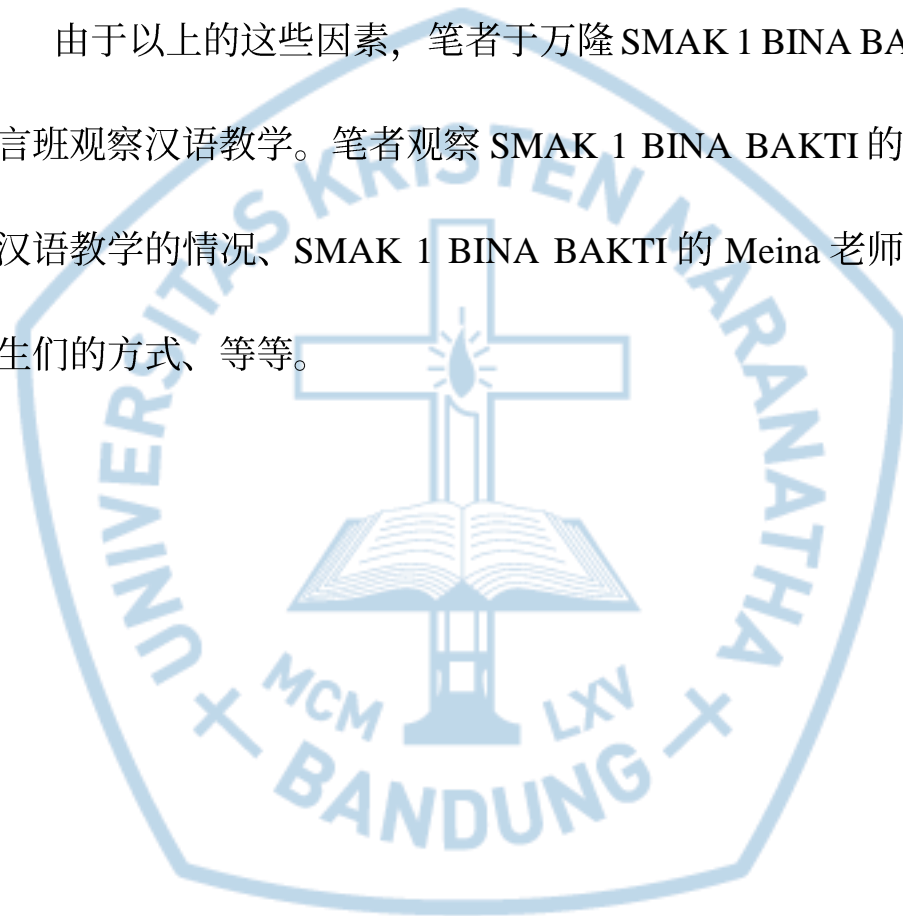 由于以上的这些因素，笔者于万隆 SMAK 1 BINA BA
言班观察汉语教学。笔者观察 SMAK 1 BINA BAKTI 的
汉语教学的情况、SMAK 1 BINA BAKTI 的 Meina 老师
生们的方式、等等。
UNIVERSITAS KRISTEN MARANATHA
MCM LXV
BANDUNG